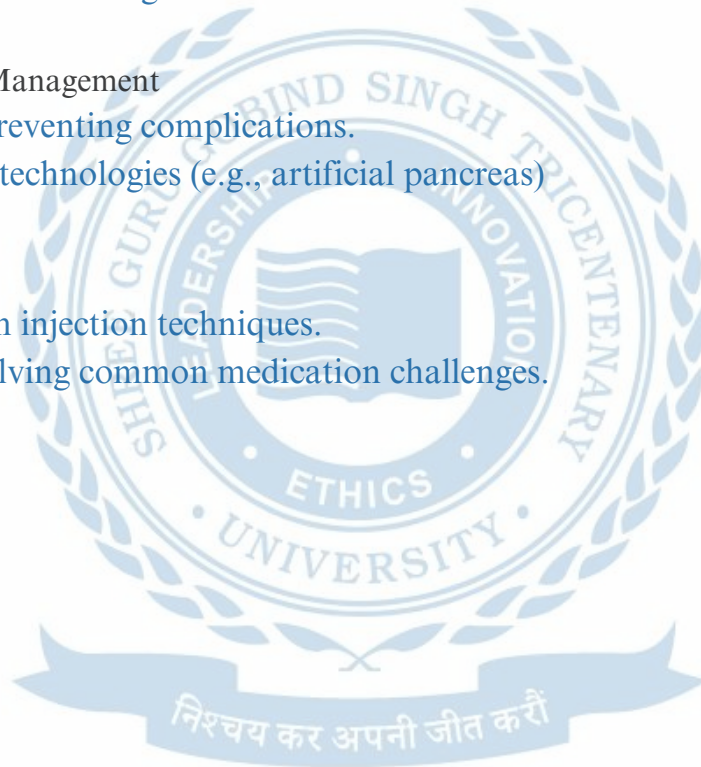 Management
reventing complications.
technologies (e.g., artificial pancreas)
n injection techniques.
lving common medication challenges.
SHREE GURU GOBIND SINGH TRICENTENARY
LEADERSHIP INNOVATION
• ETHICS •
• UNIVERSITY •
निश्चय कर अपनी जीत करौं